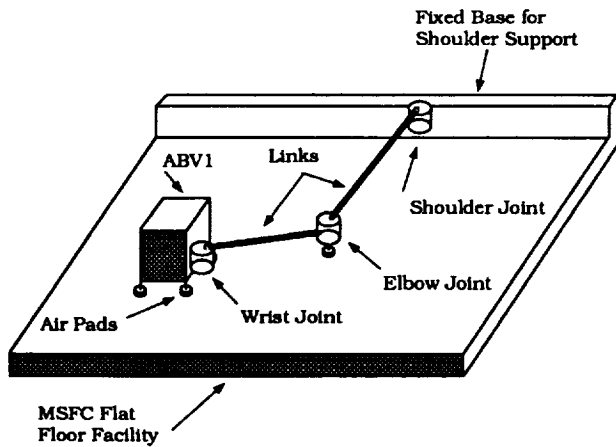 Fixed Base for
Shoulder Support
Links
ABV1
Shoulder Joint
Elbow Joint
Wrist Joint
Air Pads
MSFC Flat
Floor Facility